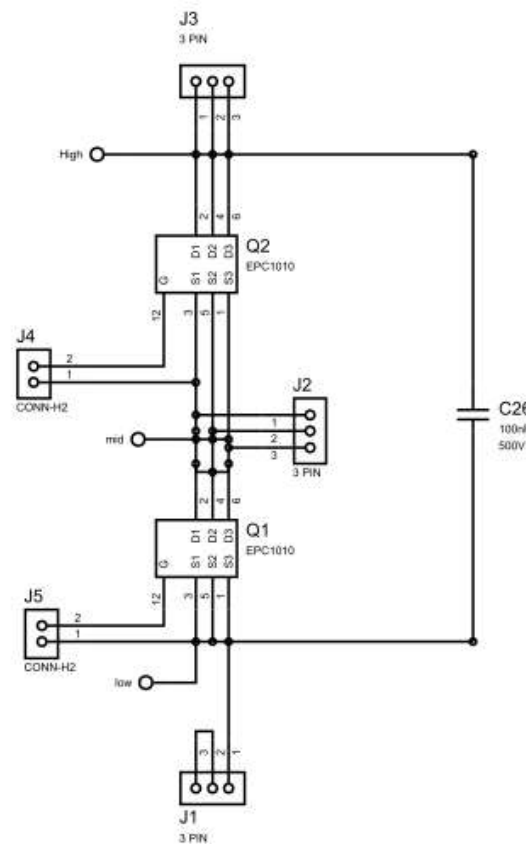 J3
3 PIN
1 2 3
High
2 4 6
D1 D2 D3
G S1 S2 S3
Q2
EPC1010
12 3 5 1
J4
2
1
CONN-H2
J2
1
2
3
3 PIN
mid
C26
500V
2 4 6
D1 D2 D3
G S1 S2 S3
Q1
EPC1010
12 3 5 1
J5
2
1
CONN-H2
low
3 2 1
J1
3 PIN